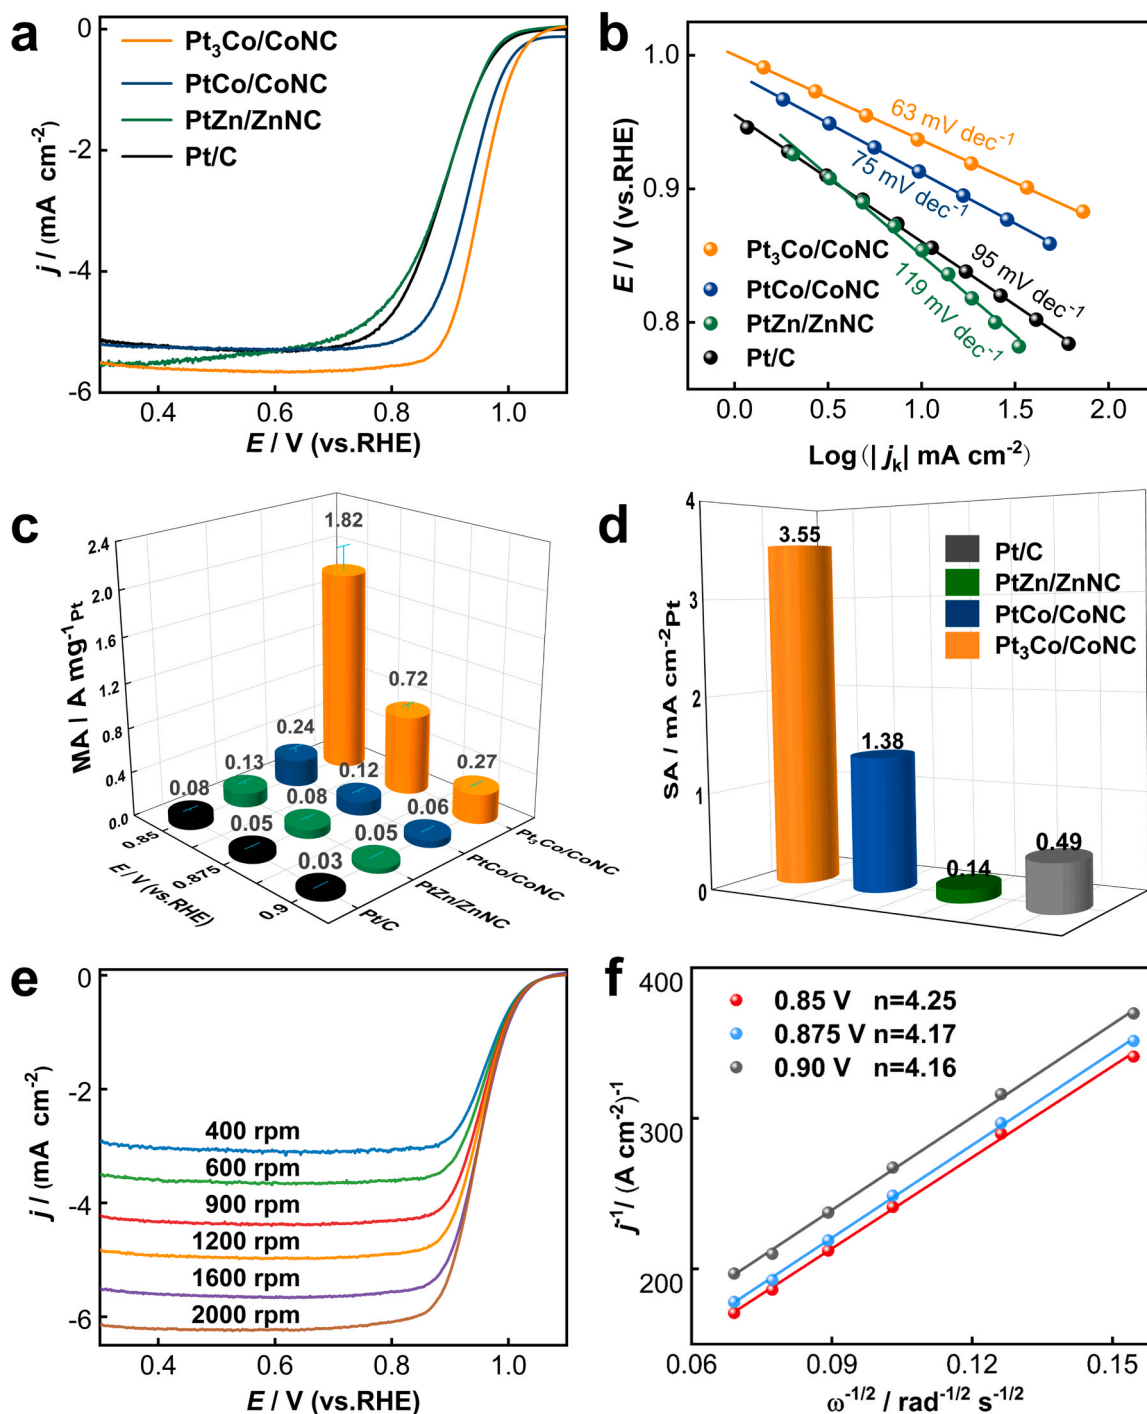 a
0
-2
-4
-6
j / (mA cm-2)
Pt3Co/CoNC
PtCo/CoNC
PtZn/ZnNC
Pt/C
0.4 0.6 0.8 1.0
E / V (vs.RHE)
b
1.0
0.9
0.8
E / V (vs.RHE)
63 mV dec-1
75 mV dec-1
95 mV dec-1
119 mV dec-1
Pt3Co/CoNC
PtCo/CoNC
PtZn/ZnNC
Pt/C
0.0 0.5 1.0 1.5 2.0
Log (| jk| mA cm-2)
c
2.4
2.0
1.6
1.2
0.8
0.4
0.0
MA / A mg-1Pt
1.82
0.72
0.27
0.24
0.12
0.06
0.13
0.08
0.05
0.08
0.05
0.03
0.85
0.875
0.9
E / V (vs.RHE)
Pt/C
PtZn/ZnNC
PtCo/CoNC
Pt3Co/CoNC
d
4
3
2
1
0
SA / mA cm-2Pt
3.55
1.38
0.14
0.49
Pt/C
PtZn/ZnNC
PtCo/CoNC
Pt3Co/CoNC
e
0
-2
-4
-6
j / (mA cm-2)
400 rpm
600 rpm
900 rpm
1200 rpm
1600 rpm
2000 rpm
0.4 0.6 0.8 1.0
E / V (vs.RHE)
f
400
300
200
j-1/ (A cm-2)-1
0.85 V n=4.25
0.875 V n=4.17
0.90 V n=4.16
0.06 0.09 0.12 0.15
ω-1/2 / rad-1/2 s-1/2